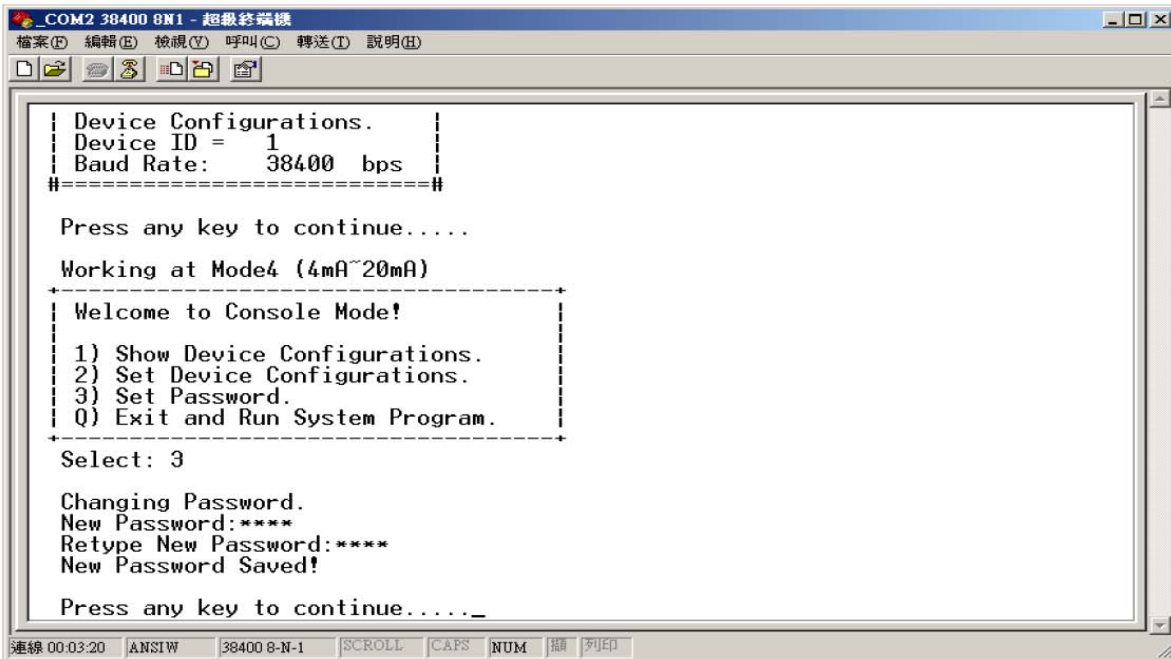 _COM2 38400 8N1 - 超級終端機
檔案(F) 編輯(E) 檢視(V) 呼叫(C) 轉送(T) 說明(H)
| Device Configurations. |
| Device ID = 1 |
| Baud Rate: 38400 bps |
#===========================#
Press any key to continue.....
Working at Mode4 (4mA~20mA)
+-------------------------------------+
| Welcome to Console Mode! |
| 1) Show Device Configurations. |
| 2) Set Device Configurations. |
| 3) Set Password. |
| Q) Exit and Run System Program. |
+-------------------------------------+
Select: 3
Changing Password.
New Password:****
Retype New Password:****
New Password Saved!
Press any key to continue....._
連線 00:03:20 ANSIW 38400 8-N-1 SCROLL CAPS NUM 擷 列印